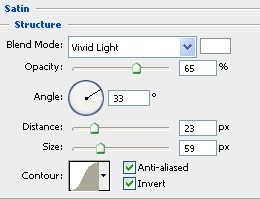 Satin
Structure
Blend Mode: Vivid Light
Opacity: 65 %
Angle: 33 °
Distance: 23 px
Size: 59 px
Contour: Anti-aliased
Invert